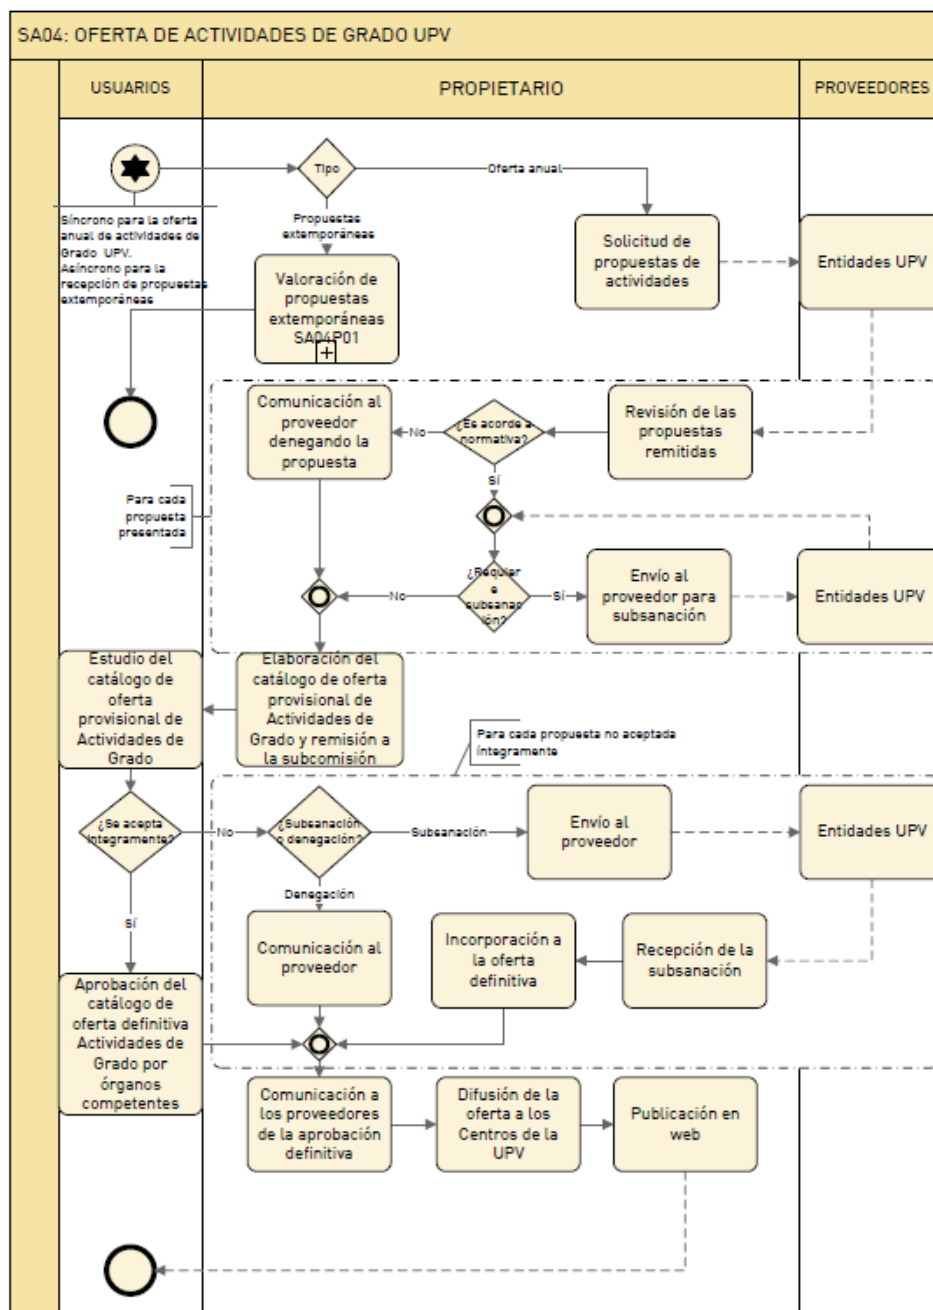 SA04: OFERTA DE ACTIVIDADES DE GRADO UPV
USUARIOS
PROPIETARIO
PROVEEDORES
Tipo
Oferta anual
Síncrono para la oferta
anual de actividades de
Grado UPV.
Asíncrono para la
recepción de propuestas
extemporáneas
Propuestas
extemporáneas
Solicitud de
propuestas de
actividades
Entidades UPV
Valoración de
propuestas
extemporáneas
SA04P01
Comunicación al
proveedor
denegando la
propuesta
No
¿Es acorde a
normativa?
Revisión de las
propuestas
remitidas
Sí
Para cada
propuesta
presentada
¿Requier
e
subsanac
ión?
No
Sí
Envío al
proveedor para
subsanación
Entidades UPV
Estudio del
catálogo de
oferta
provisional de
Actividades de
Grado
Elaboración del
catálogo de oferta
provisional de
Actividades de
Grado y remisión a
la subcomisión
Para cada propuesta no aceptada
íntegramente
¿Se acepta
íntegramente?
No
¿Subsanación
o denegación?
Subsanación
Envío al
proveedor
Entidades UPV
Denegación
Sí
Comunicación al
proveedor
Incorporación a
la oferta
definitiva
Recepción de la
subsanación
Aprobación del
catálogo de
oferta definitiva
Actividades de
Grado por
órganos
competentes
Comunicación a
los proveedores
de la aprobación
definitiva
Difusión de la
oferta a los
Centros de la
UPV
Publicación en
web